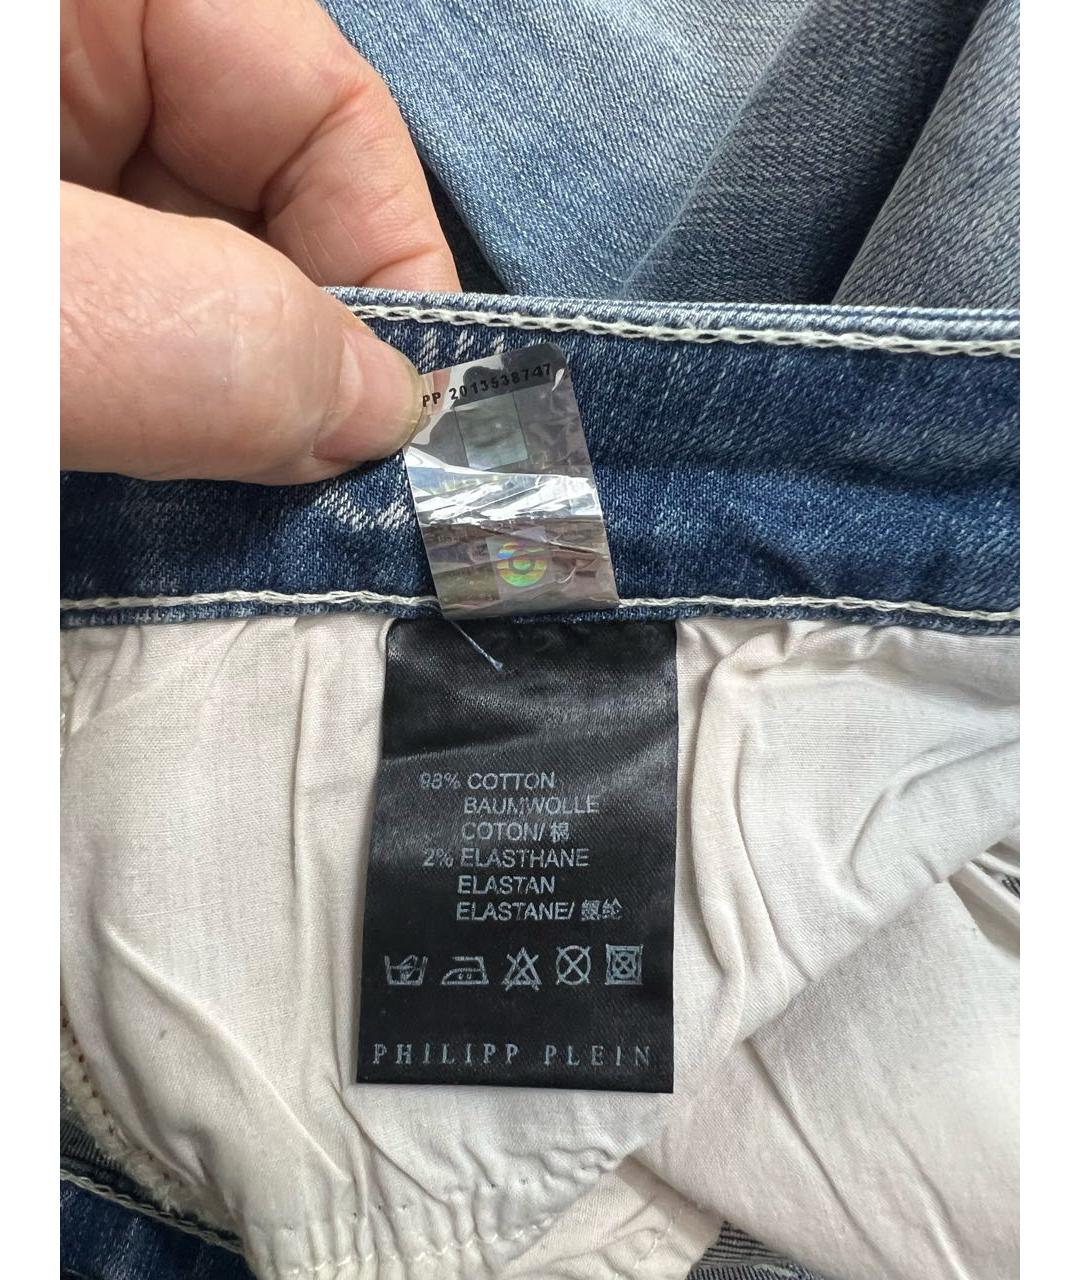 PP 2013538747
98% COTTON
BAUMWOLLE
COTON/ 棉
2% ELASTHANE
ELASTAN
ELASTANE/ 氨纶
PHILIPP PLEIN